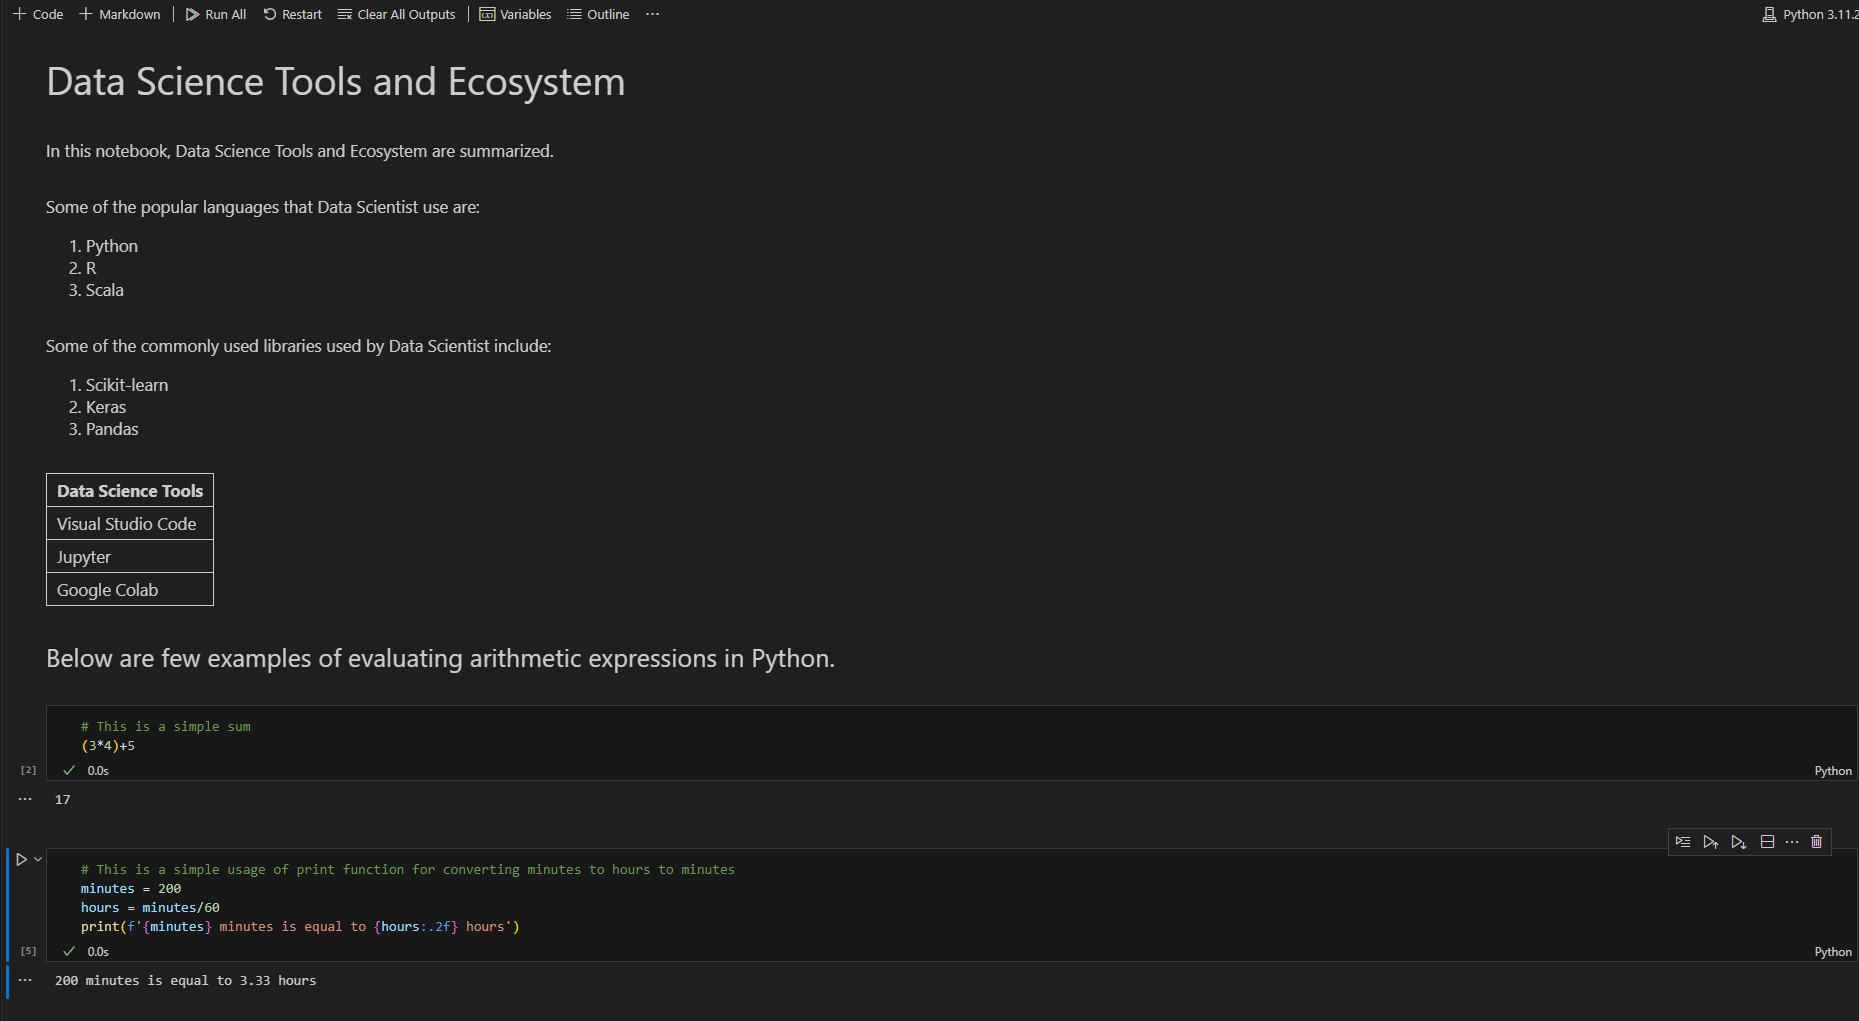 Code Markdown Run All Restart Clear All Outputs Variables Outline ... Python 3.11.2
Data Science Tools and Ecosystem
In this notebook, Data Science Tools and Ecosystem are summarized.
Some of the popular languages that Data Scientist use are:
1. Python
2. R
3. Scala
Some of the commonly used libraries used by Data Scientist include:
1. Scikit-learn
2. Keras
3. Pandas
Data Science Tools
Visual Studio Code
Jupyter
Google Colab
Below are few examples of evaluating arithmetic expressions in Python.
# This is a simple sum
(3*4)+5
[2] 0.0s Python
... 17
# This is a simple usage of print function for converting minutes to hours to minutes
minutes = 200
hours = minutes/60
print(f'{minutes} minutes is equal to {hours:.2f} hours')
[5] 0.0s Python
... 200 minutes is equal to 3.33 hours